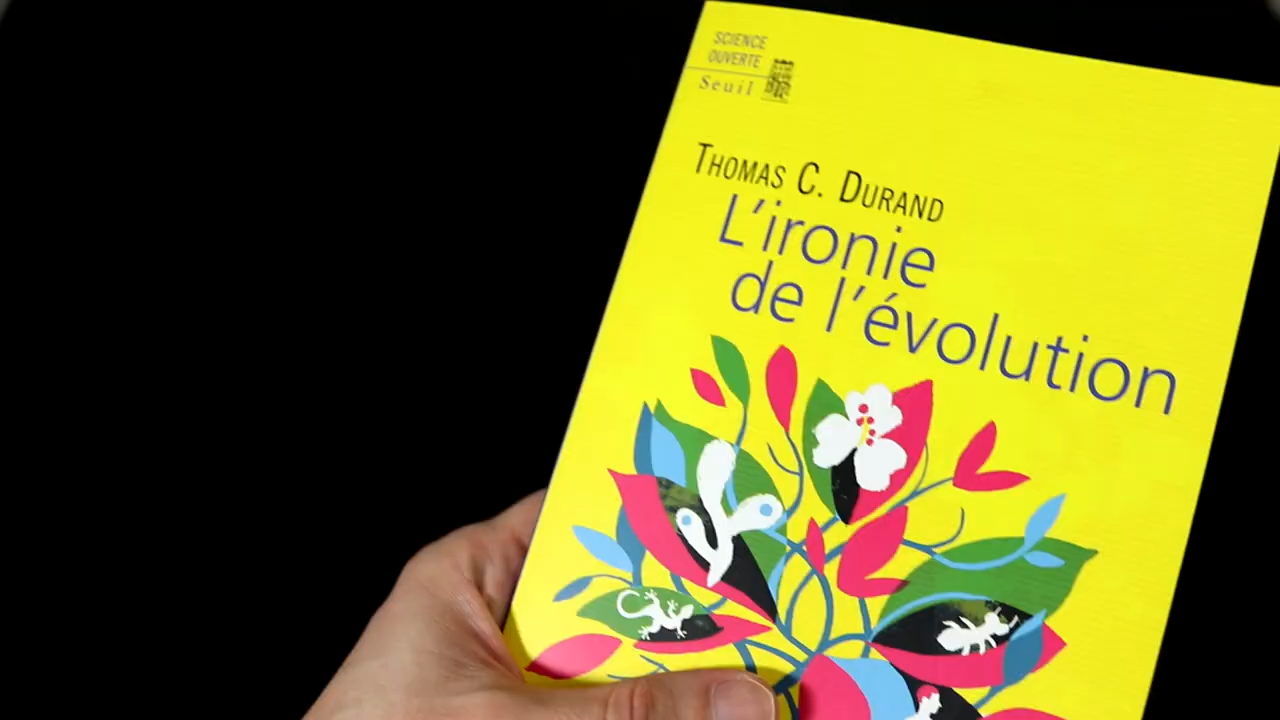 SCIENCE
OUVERTE
Seuil
THOMAS C. DURAND
L'ironie
de l'évolution